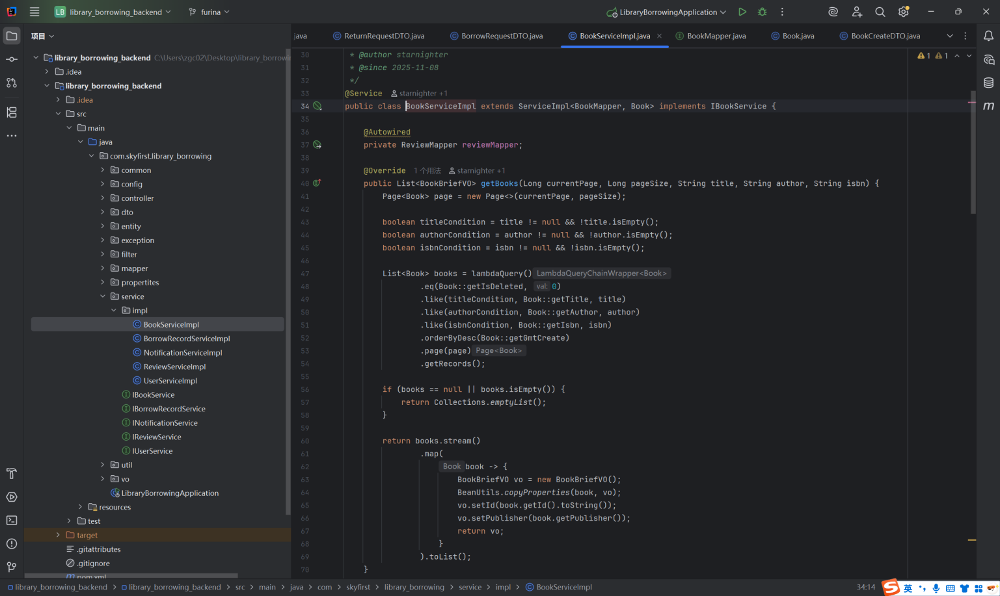 LB library_borrowing_backend furina LibraryBorrowingApplication
项目
java ReturnRequestDTO.java BorrowRequestDTO.java BookServiceImpl.java BookMapper.java Book.java BookCreateDTO.java
library_borrowing_backend C:\Users\zgc02\Desktop\library_borrowin
.idea
library_borrowing_backend
.idea
src
main
java
com.skyfirst.library_borrowing
common
config
controller
dto
entity
exception
filter
mapper
propertites
service
impl
BookServiceImpl
BorrowRecordServiceImpl
NotificationServiceImpl
ReviewServiceImpl
UserServiceImpl
IBookService
IBorrowRecordService
INotificationService
IReviewService
IUserService
util
vo
LibraryBorrowingApplication
resources
test
target
.gitattributes
.gitignore
pom.xml
1 1
30 * @author starnighter
31 * @since 2025-11-08
32 */
33 @Service starnighter +1
34 public class BookServiceImpl extends ServiceImpl<BookMapper, Book> implements IBookService {
35
36 @Autowired
37 private ReviewMapper reviewMapper;
38
39 @Override 1 个用法 starnighter +1
40 public List<BookBriefVO> getBooks(Long currentPage, Long pageSize, String title, String author, String isbn) {
41 Page<Book> page = new Page<>(currentPage, pageSize);
42
43 boolean titleCondition = title != null && !title.isEmpty();
44 boolean authorCondition = author != null && !author.isEmpty();
45 boolean isbnCondition = isbn != null && !isbn.isEmpty();
46
47 List<Book> books = lambdaQuery() LambdaQueryChainWrapper<Book>
48 .eq(Book::getIsDeleted, val: 0)
49 .like(titleCondition, Book::getTitle, title)
50 .like(authorCondition, Book::getAuthor, author)
51 .like(isbnCondition, Book::getIsbn, isbn)
52 .orderByDesc(Book::getGmtCreate)
53 .page(page) Page<Book>
54 .getRecords();
55
56 if (books == null || books.isEmpty()) {
57 return Collections.emptyList();
58 }
59
60 return books.stream()
61 .map(
62 Book book -> {
63 BookBriefVO vo = new BookBriefVO();
64 BeanUtils.copyProperties(book, vo);
65 vo.setId(book.getId().toString());
66 vo.setPublisher(book.getPublisher());
67 return vo;
68 }
69 ).toList();
70 }
library_borrowing_backend > library_borrowing_backend > src > main > java > com > skyfirst > library_borrowing > service > impl > BookServiceImpl
34:14
英